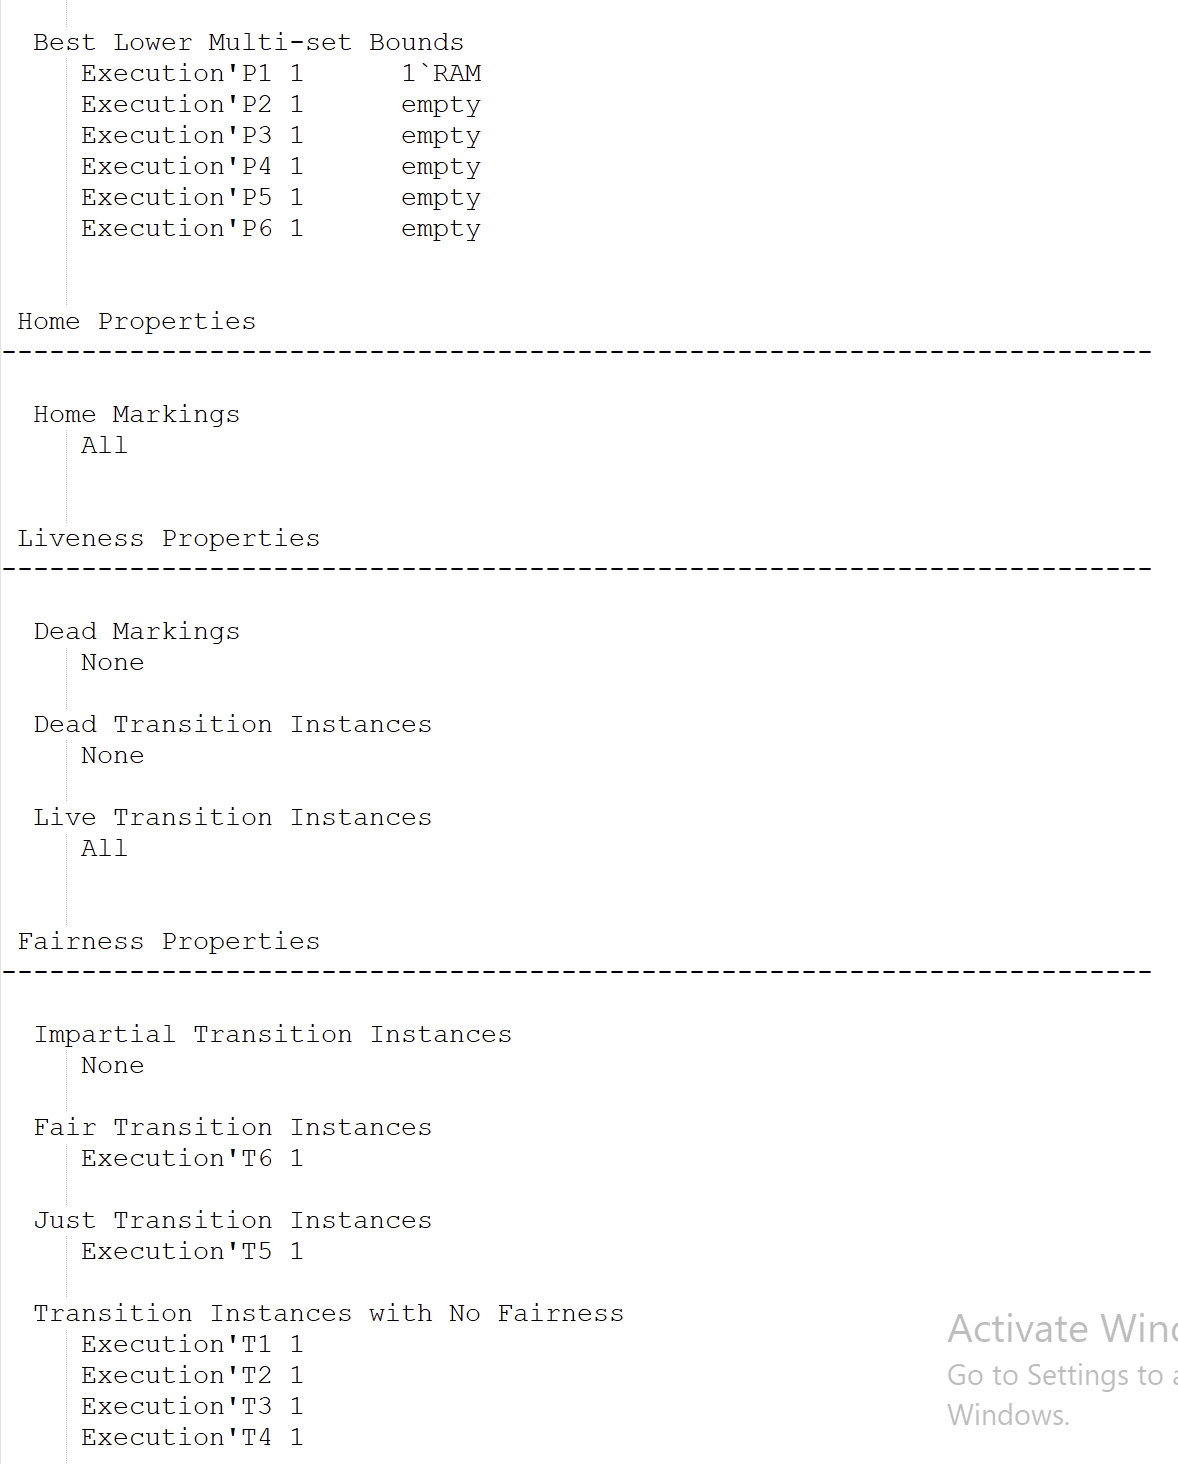 Best Lower Multi-set Bounds
Execution'P1 1 1`RAM
Execution'P2 1 empty
Execution'P3 1 empty
Execution'P4 1 empty
Execution'P5 1 empty
Execution'P6 1 empty
Home Properties
------------------------------------------------------------------------
Home Markings
All
Liveness Properties
------------------------------------------------------------------------
Dead Markings
None
Dead Transition Instances
None
Live Transition Instances
All
Fairness Properties
------------------------------------------------------------------------
Impartial Transition Instances
None
Fair Transition Instances
Execution'T6 1
Just Transition Instances
Execution'T5 1
Transition Instances with No Fairness
Execution'T1 1
Execution'T2 1
Execution'T3 1
Execution'T4 1
Activate Wind
Go to Settings to a
Windows.